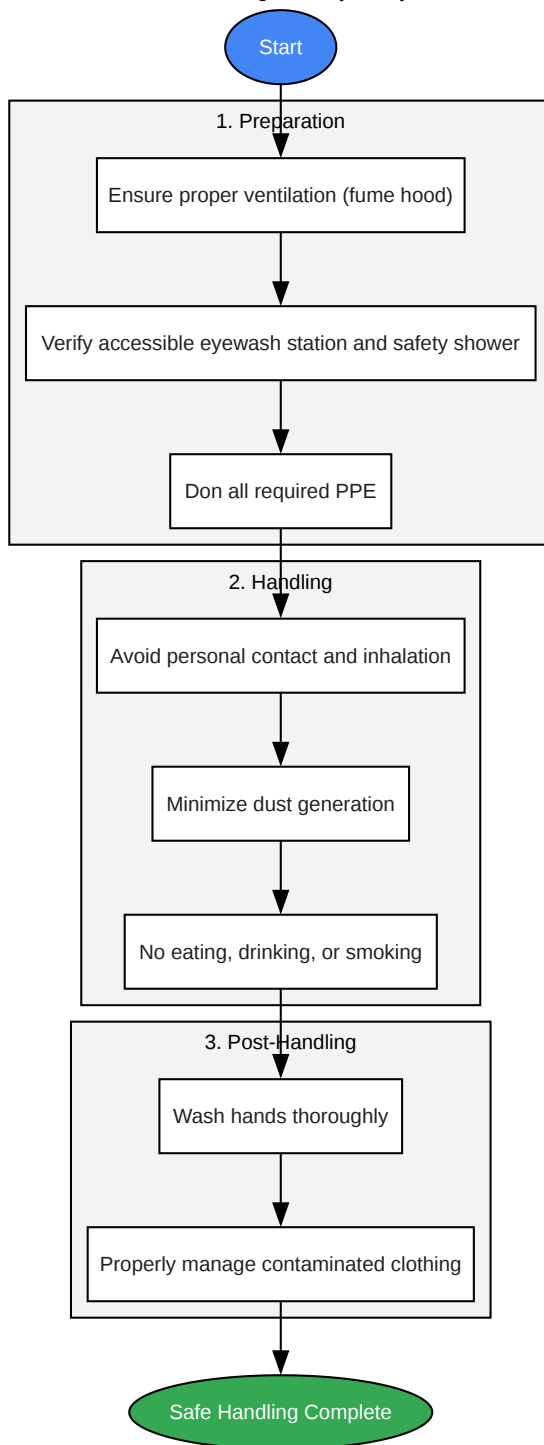 Start
1. Preparation
Ensure proper ventilation (fume hood)
Verify accessible eyewash station and safety shower
Don all required PPE
2. Handling
Avoid personal contact and inhalation
Minimize dust generation
No eating, drinking, or smoking
3. Post-Handling
Wash hands thoroughly
Properly manage contaminated clothing
Safe Handling Complete